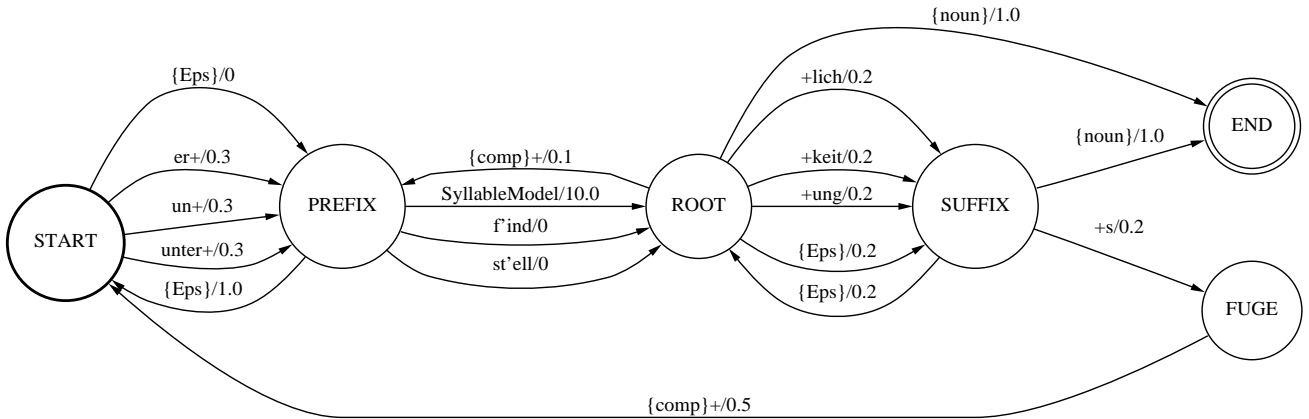 {noun}/1.0
{Eps}/0
+lich/0.2
END
{noun}/1.0
er+/0.3
{comp}+/0.1
+keit/0.2
SyllableModel/10.0
+ung/0.2
START
un+/0.3
PREFIX
ROOT
SUFFIX
f'ind/0
+s/0.2
unter+/0.3
{Eps}/0.2
st'ell/0
{Eps}/1.0
{Eps}/0.2
FUGE
{comp}+/0.5